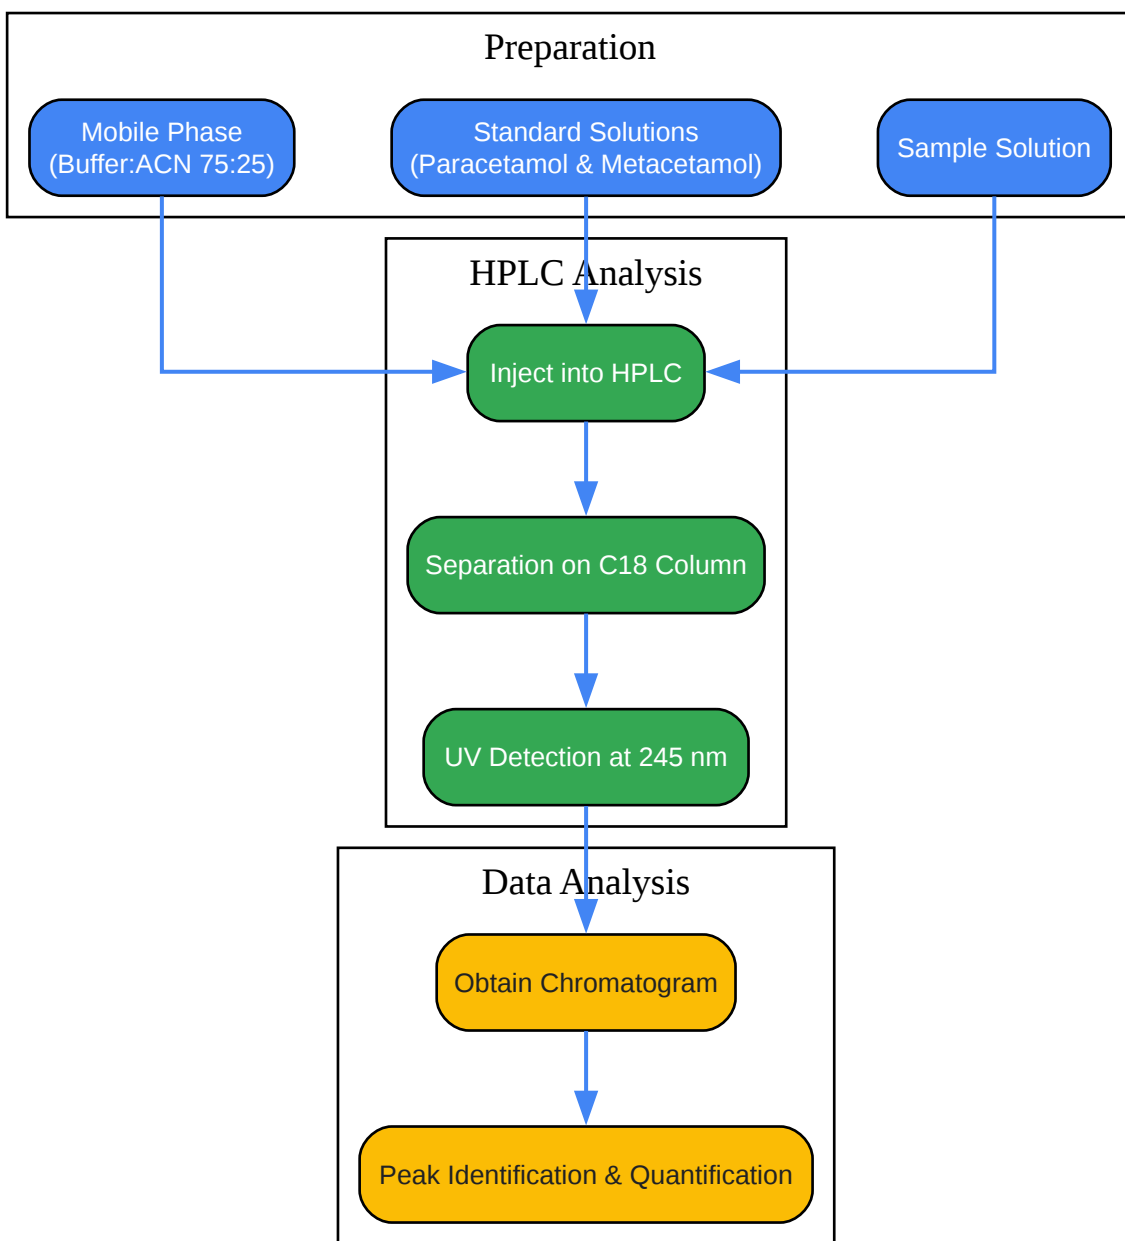 Preparation
Mobile Phase
(Buffer:ACN 75:25)
Standard Solutions
(Paracetamol & Metacetamol)
Sample Solution
HPLC Analysis
Inject into HPLC
Separation on C18 Column
UV Detection at 245 nm
Data Analysis
Obtain Chromatogram
Peak Identification & Quantification